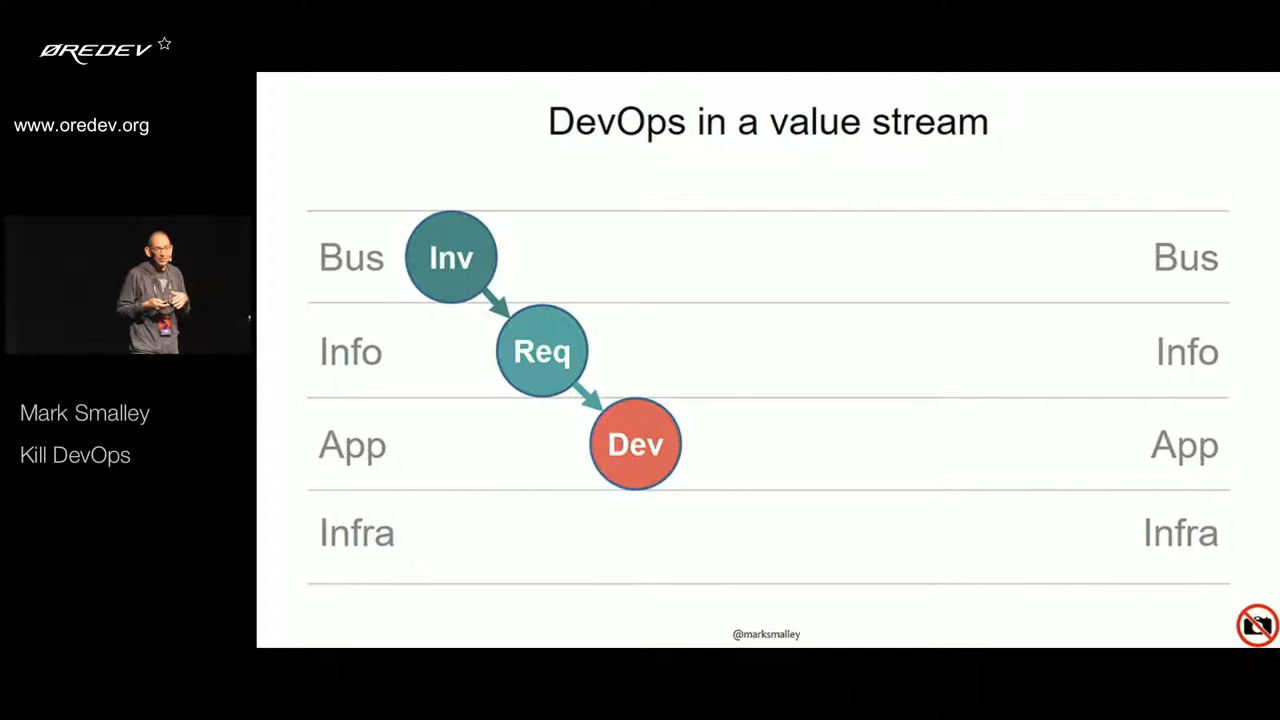 ØREDEV
www.oredev.org
Mark Smalley
Kill DevOps
DevOps in a value stream
Bus Inv Bus
Info Req Info
App Dev App
Infra Infra
@marksmalley